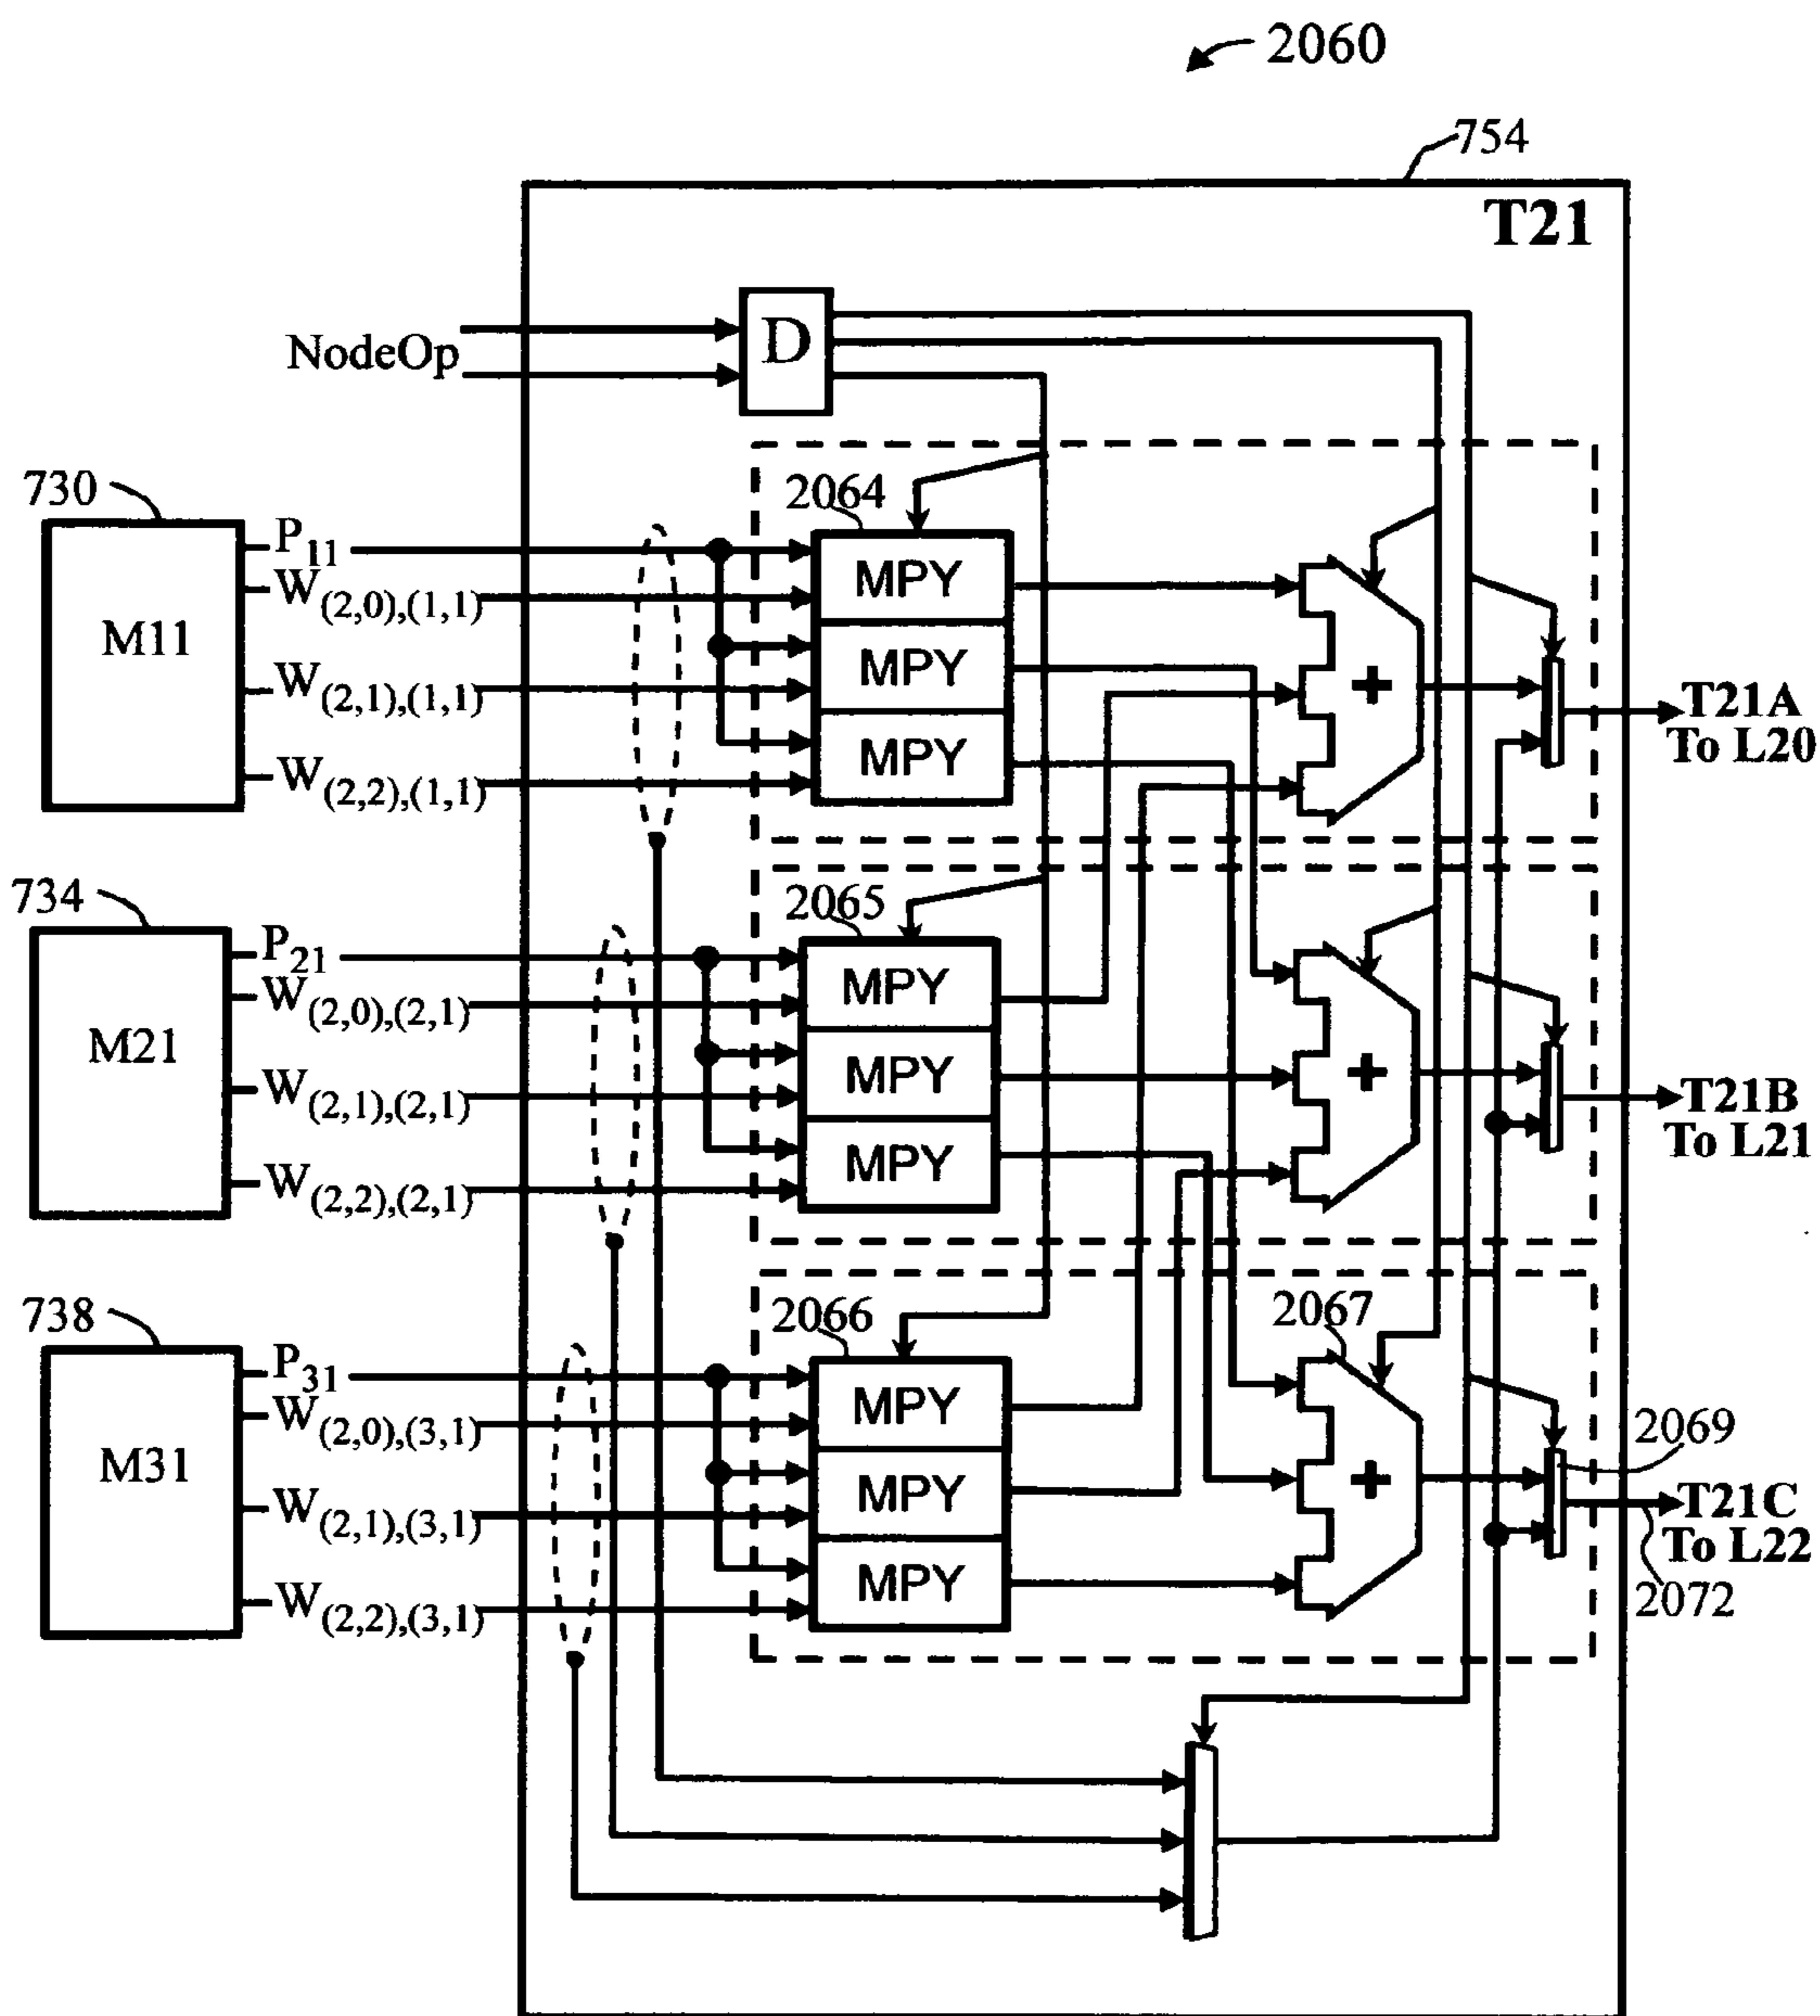 2060
754
T21
D
NodeOp
730
2064
P11
W(2,0),(1,1)
M11
W(2,1),(1,1)
W(2,2),(1,1)
MPY
MPY
MPY
+
T21A
To L20
734
2065
P21
W(2,0),(2,1)
M21
W(2,1),(2,1)
W(2,2),(2,1)
MPY
MPY
MPY
+
T21B
To L21
738
2066
2067
P31
W(2,0),(3,1)
M31
W(2,1),(3,1)
W(2,2),(3,1)
MPY
MPY
MPY
+
2069
T21C
To L22
2072